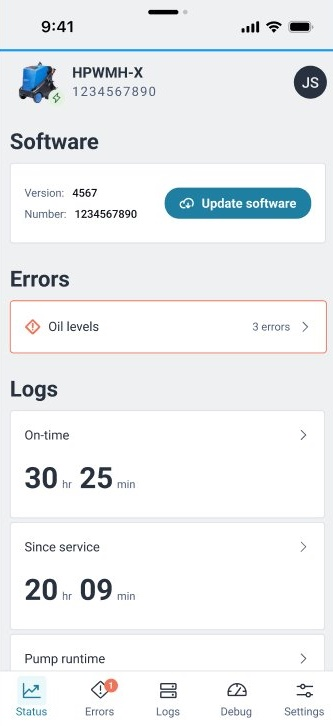 9:41
HPWMH-X
1234567890
JS
Software
Version: 4567
Number: 1234567890
Update software
Errors
Oil levels 3 errors
Logs
On-time
30 hr 25 min
Since service
20 hr 09 min
Pump runtime
1
Status Errors Logs Debug Settings